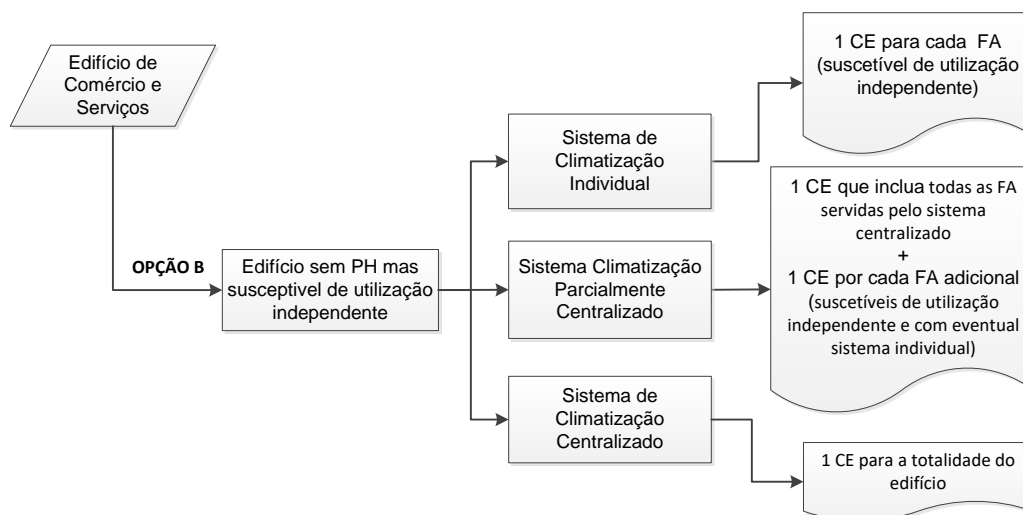 Edifício de
Comércio e
Serviços
OPÇÃO B
Edifício sem PH mas
susceptivel de utilização
independente
Sistema de
Climatização
Individual
1 CE para cada FA
(suscetível de utilização
independente)
Sistema Climatização
Parcialmente
Centralizado
1 CE que inclua todas as FA
servidas pelo sistema
centralizado
+
1 CE por cada FA adicional
(suscetíveis de utilização
independente e com eventual
sistema individual)
Sistema de
Climatização
Centralizado
1 CE para a totalidade do
edifício